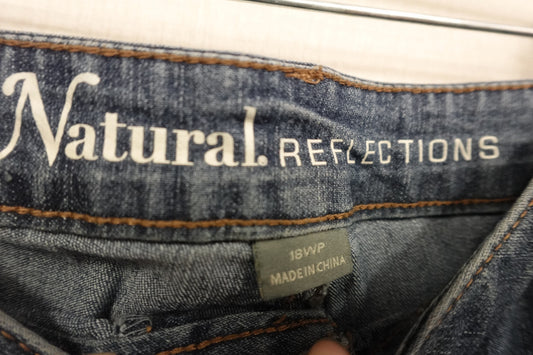 Natural. REFLECTIONS
18WP
MADE IN CHINA